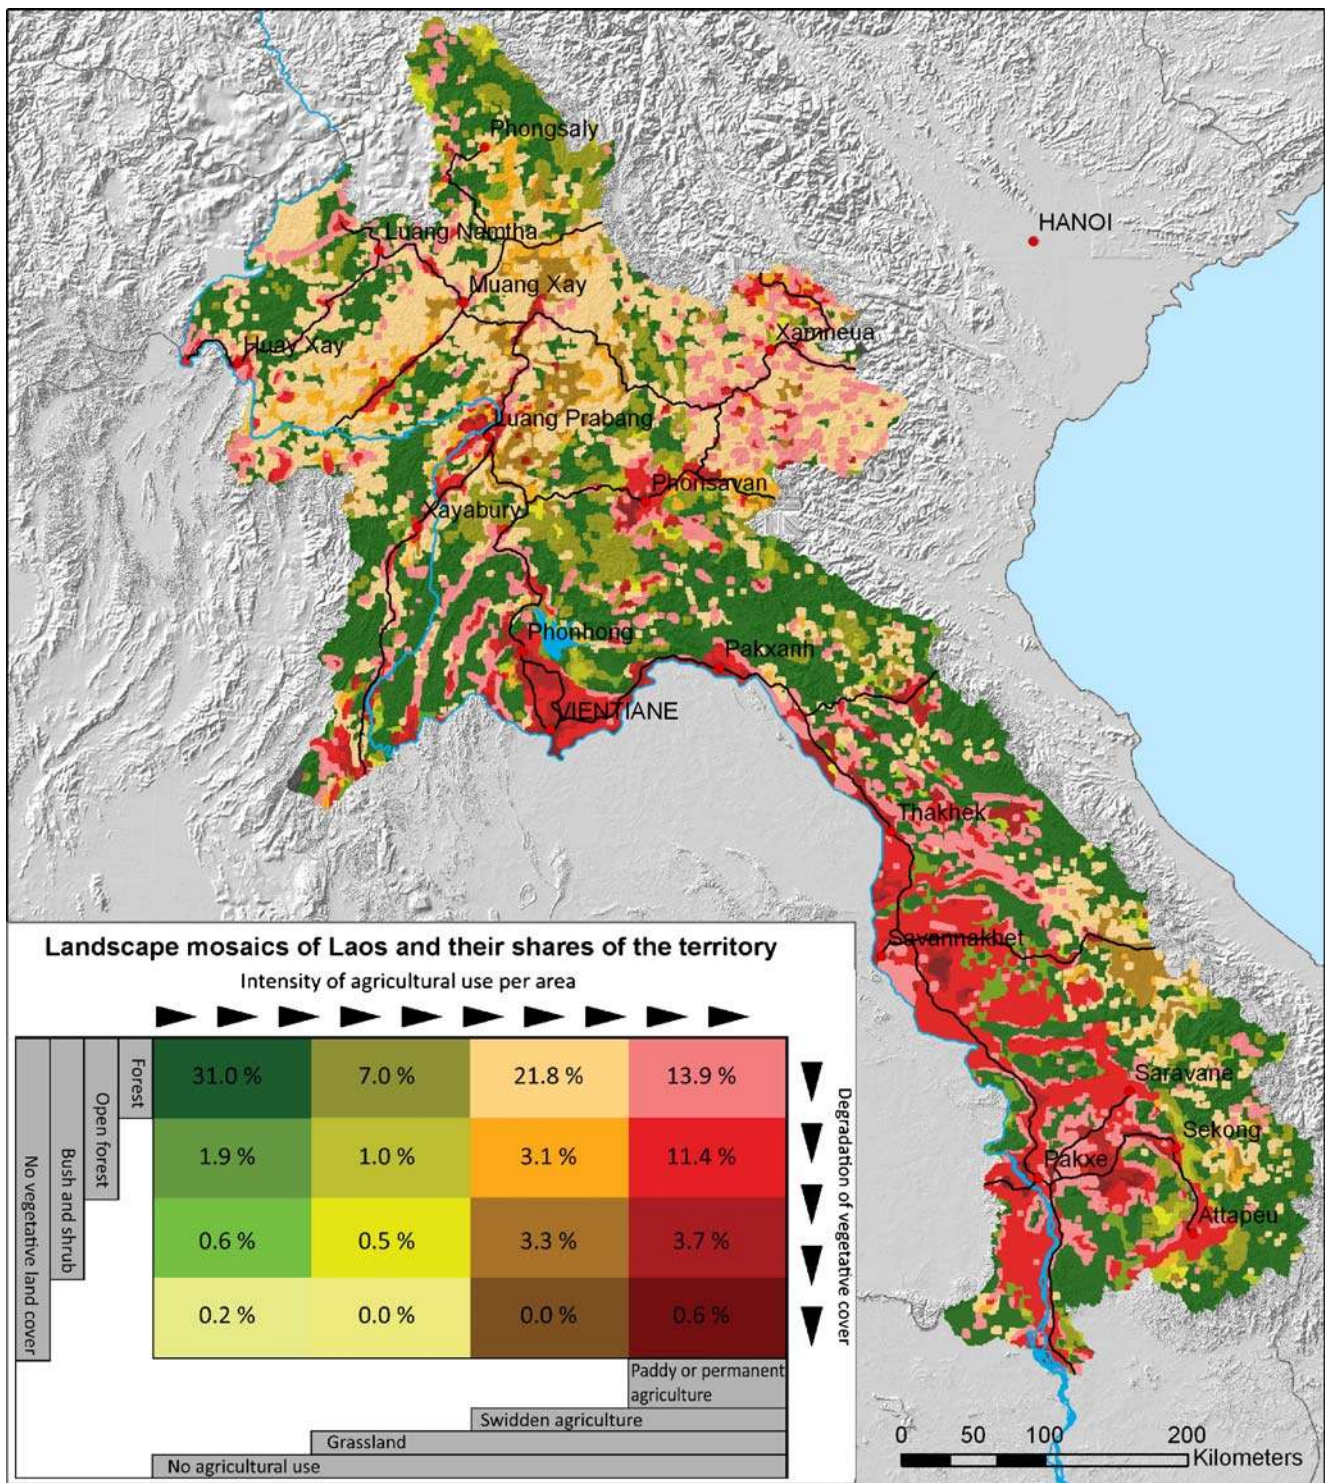 Phongsaly
HANOI
Luang Namtha
Muang Xay
Xamneua
Huay Xay
Luang Prabang
Phonsavan
Xayabury
Phonhong
Pakxanh
VIENTIANE
Thakhek
Savannakhet
Saravane
Sekong
Pakxe
Attapeu
Landscape mosaics of Laos and their shares of the territory
Intensity of agricultural use per area
No vegetative land cover
Bush and shrub
Open forest
Forest
31.0 % 7.0 % 21.8 % 13.9 %
1.9 % 1.0 % 3.1 % 11.4 %
0.6 % 0.5 % 3.3 % 3.7 %
0.2 % 0.0 % 0.0 % 0.6 %
Degradation of vegetative cover
Paddy or permanent
agriculture
Swidden agriculture
Grassland
No agricultural use
0 50 100 200
Kilometers